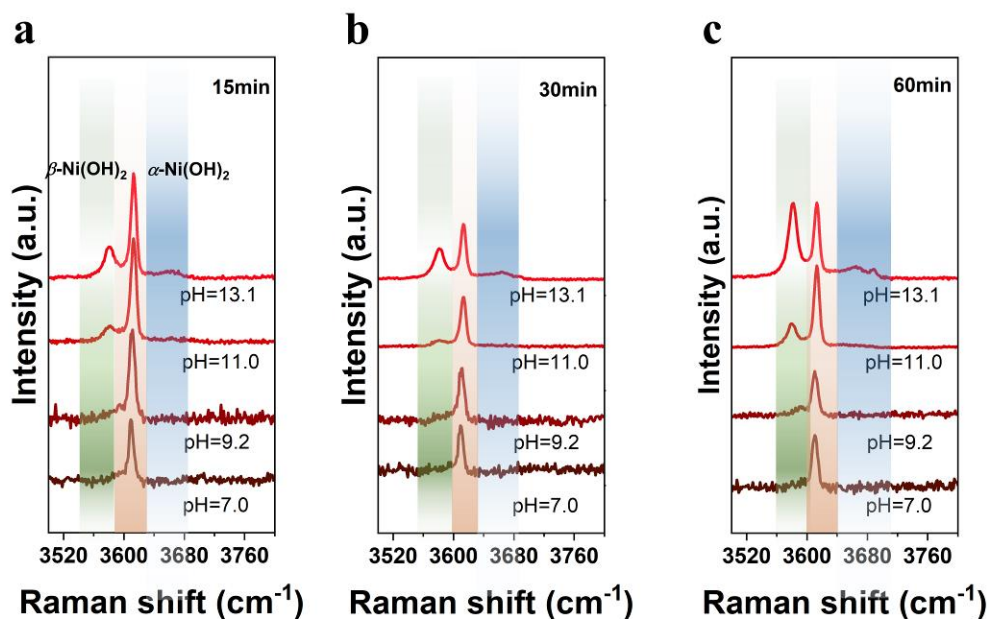 a
15min
β-Ni(OH)₂ α-Ni(OH)₂
pH=13.1
pH=11.0
pH=9.2
pH=7.0
Intensity (a.u.)
3520 3600 3680 3760
Raman shift (cm⁻¹)
b
30min
pH=13.1
pH=11.0
pH=9.2
pH=7.0
Intensity (a.u.)
3520 3600 3680 3760
Raman shift (cm⁻¹)
c
60min
pH=13.1
pH=11.0
pH=9.2
pH=7.0
Intensity (a.u.)
3520 3600 3680 3760
Raman shift (cm⁻¹)